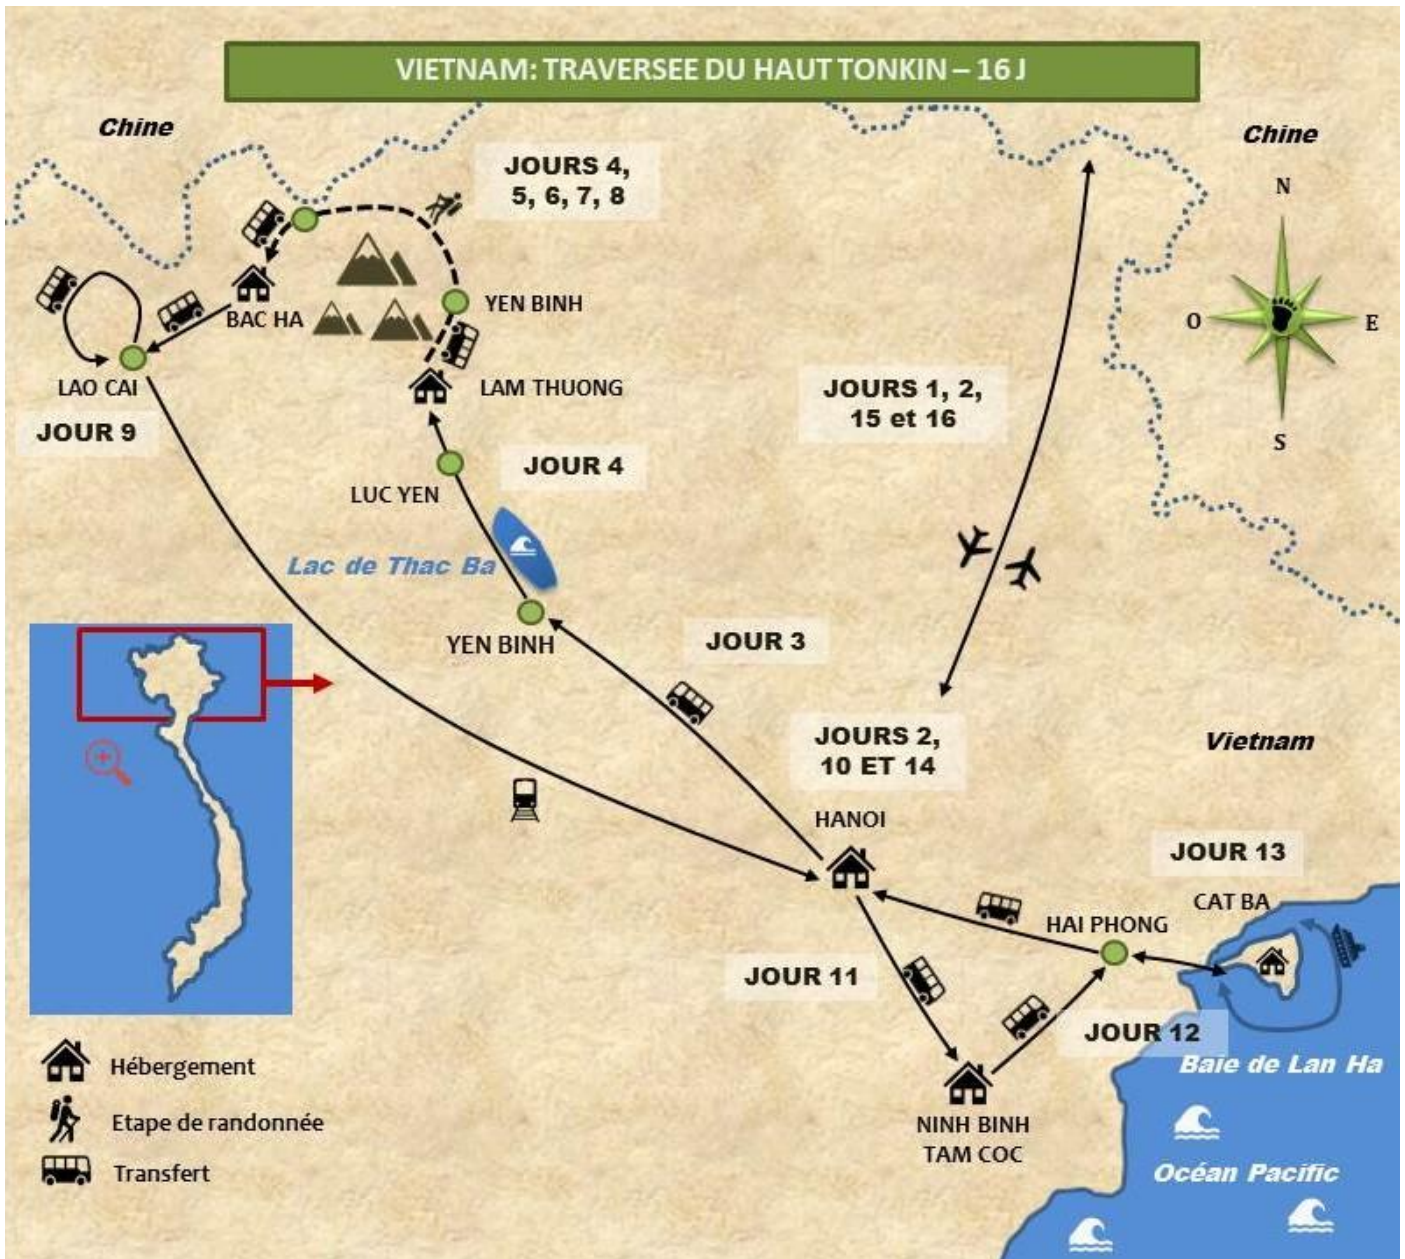 VIETNAM: TRAVERSEE DU HAUT TONKIN – 16 J
Chine
Chine
JOURS 4,
5, 6, 7, 8
N
O
E
S
YEN BINH
BAC HA
LAO CAI
JOUR 9
LAM THUONG
JOURS 1, 2,
15 et 16
JOUR 4
LUC YEN
Lac de Thac Ba
YEN BINH
JOUR 3
JOURS 2,
10 ET 14
HANOI
Vietnam
JOUR 13
CAT BA
HAI PHONG
JOUR 11
JOUR 12
Baie de Lan Ha
NINH BINH
TAM COC
Océan Pacific
Hébergement
Etape de randonnée
Transfert